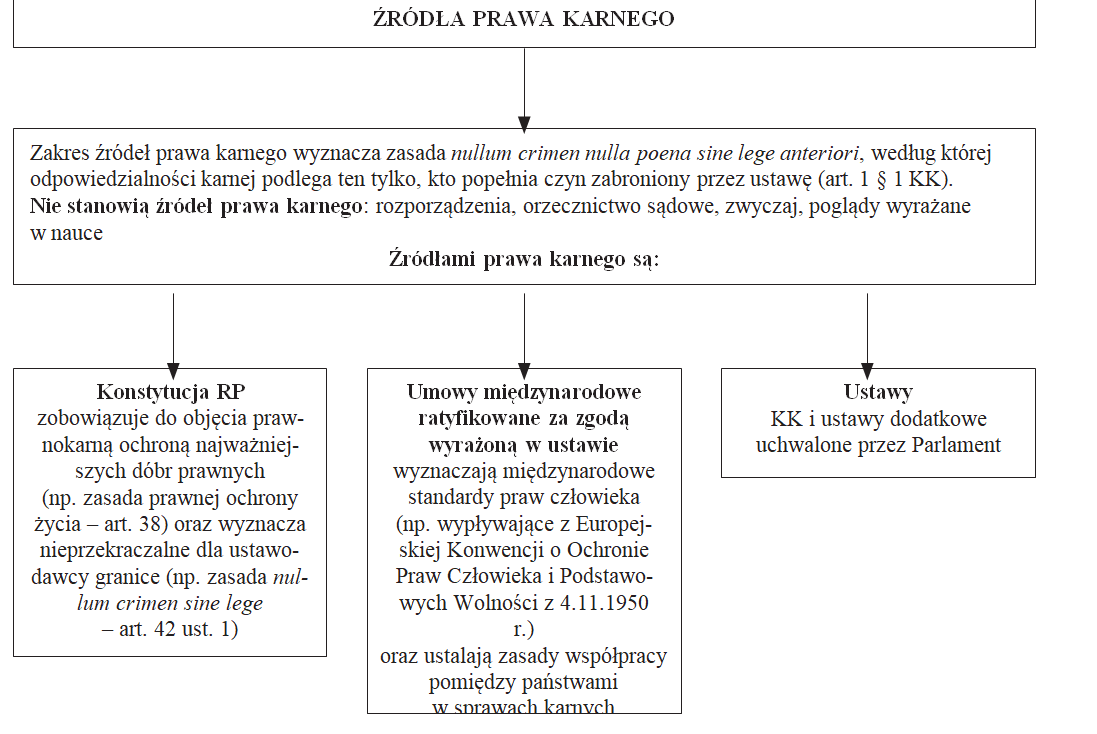 ŹRÓDŁA PRAWA KARNEGO
Zakres źródeł prawa karnego wyznacza zasada nullum crimen nulla poena sine lege anteriori, według której
odpowiedzialności karnej podlega ten tylko, kto popełnia czyn zabroniony przez ustawę (art. 1 § 1 KK).
Nie stanowią źródeł prawa karnego: rozporządzenia, orzecznictwo sądowe, zwyczaj, poglądy wyrażane
w nauce
Źródłami prawa karnego są:
Konstytucja RP
zobowiązuje do objęcia praw-
nokarną ochroną najważniej-
szych dóbr prawnych
(np. zasada prawnej ochrony
życia – art. 38) oraz wyznacza
nieprzekraczalne dla ustawo-
dawcy granice (np. zasada nul-
lum crimen sine lege
– art. 42 ust. 1)
Umowy międzynarodowe
ratyfikowane za zgodą
wyrażoną w ustawie
wyznaczają międzynarodowe
standardy praw człowieka
(np. wypływające z Europej-
skiej Konwencji o Ochronie
Praw Człowieka i Podstawo-
wych Wolności z 4.11.1950
r.)
oraz ustalają zasady współpracy
pomiędzy państwami
w sprawach karnych
Ustawy
KK i ustawy dodatkowe
uchwalone przez Parlament